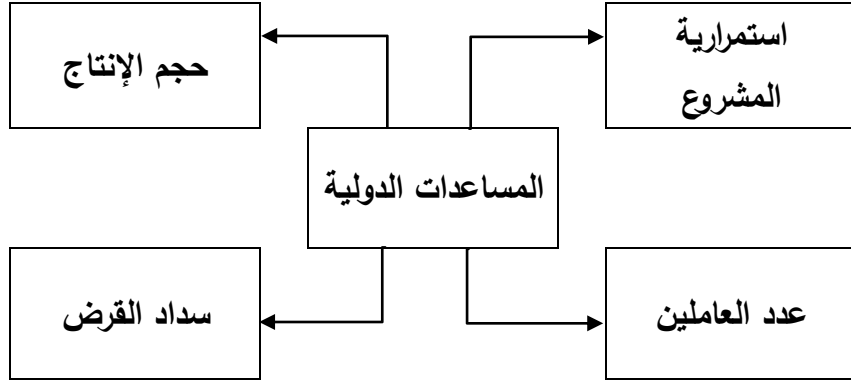 استمرارية
المشروع
حجم الإنتاج
المساعدات الدولية
عدد العاملين
سداد القرض